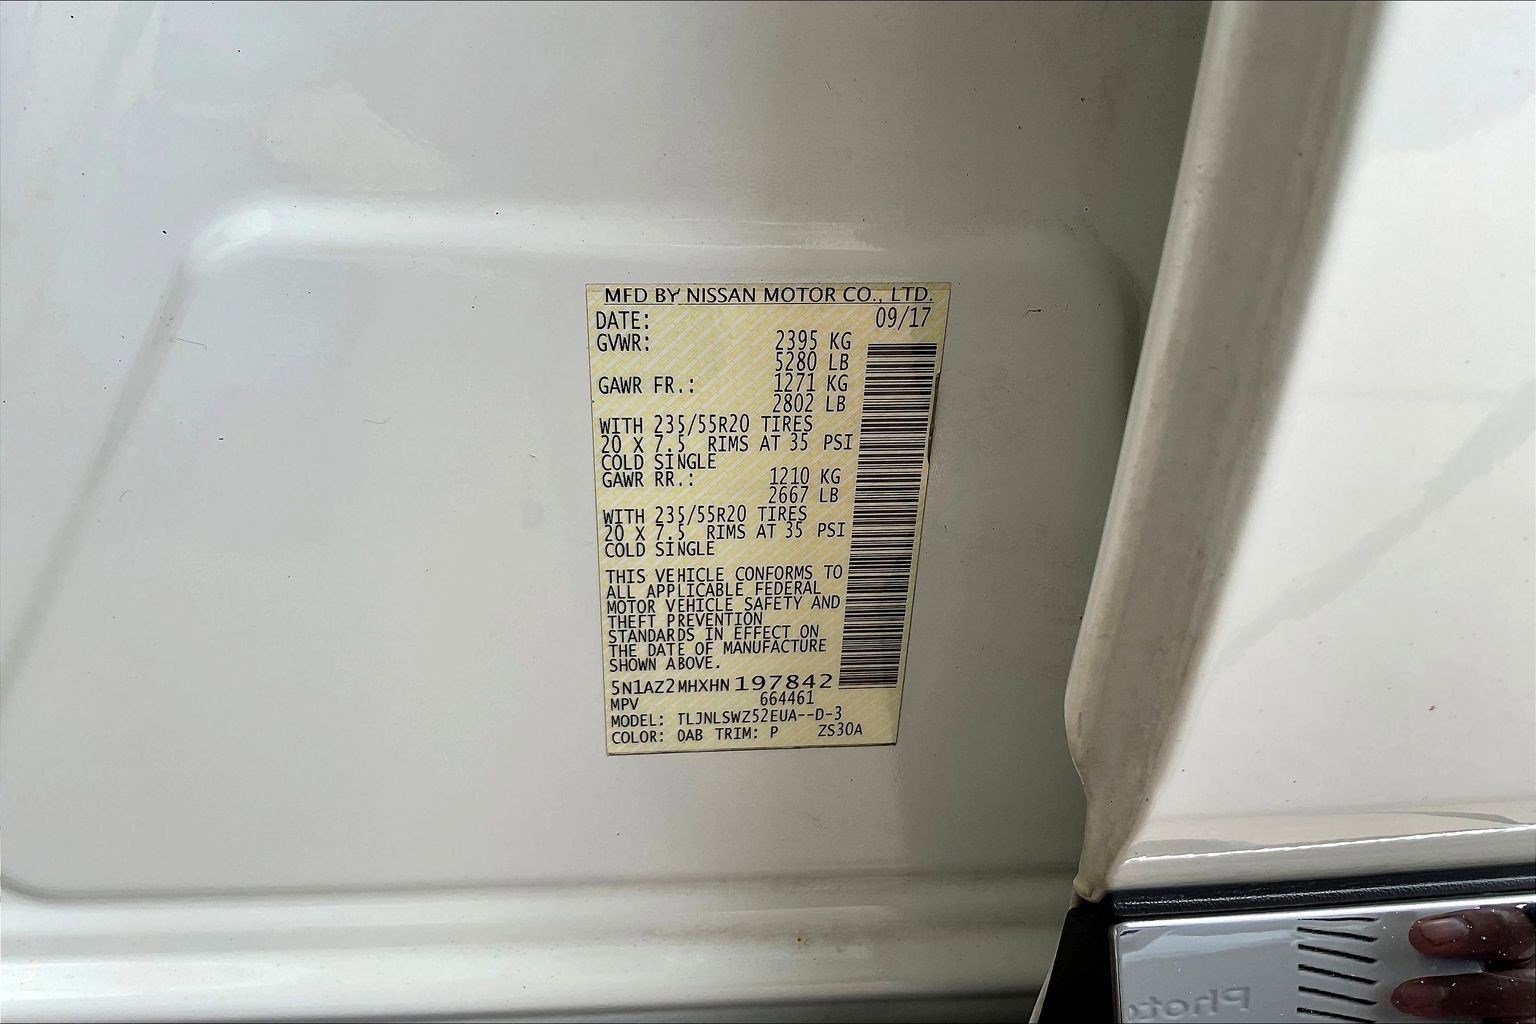 MFD BY NISSAN MOTOR CO., LTD.
DATE: 09/17
GVWR: 2395 KG
5280 LB
GAWR FR.: 1271 KG
2802 LB
WITH 235/55R20 TIRES
20 X 7.5 RIMS AT 35 PSI
COLD SINGLE
GAWR RR.: 1210 KG
2667 LB
WITH 235/55R20 TIRES
20 X 7.5 RIMS AT 35 PSI
COLD SINGLE
THIS VEHICLE CONFORMS TO
ALL APPLICABLE FEDERAL
MOTOR VEHICLE SAFETY AND
THEFT PREVENTION
STANDARDS IN EFFECT ON
THE DATE OF MANUFACTURE
SHOWN ABOVE.
5N1AZ2MHXHN197842
MPV 664461
MODEL: TLJNLSWZ52EUA--D-3
COLOR: QAB TRIM: P ZS30A